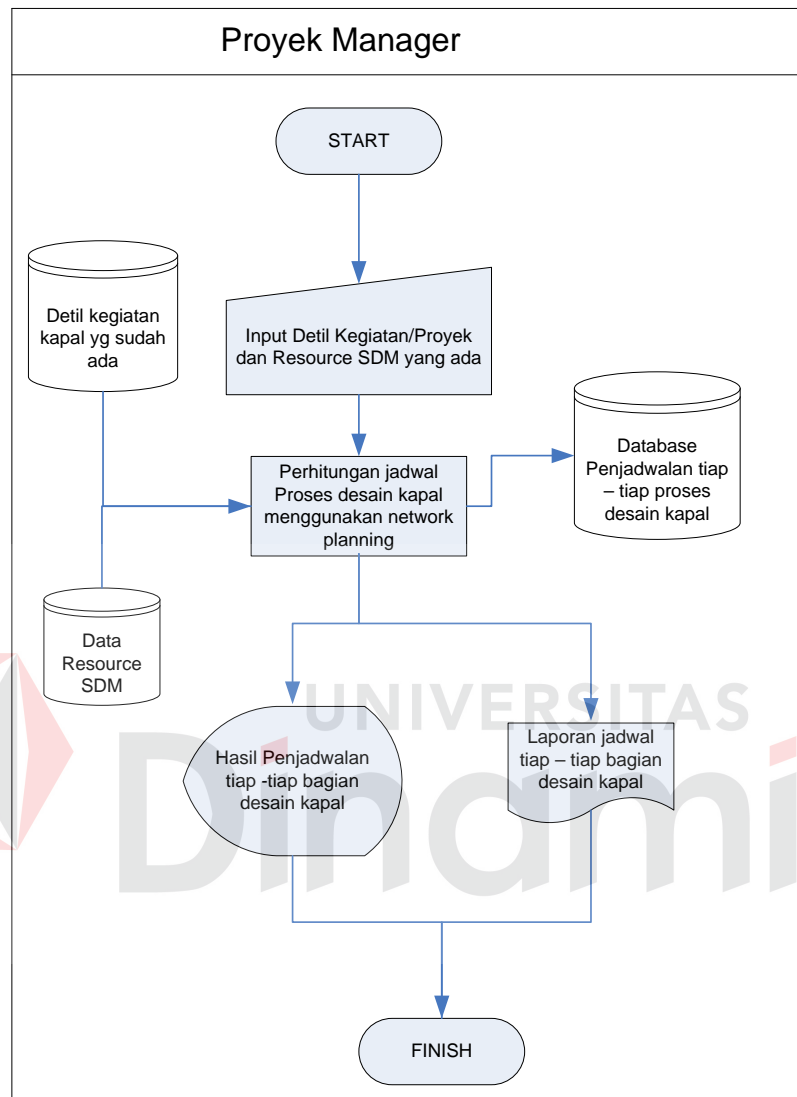 Proyek Manager
START
Detil kegiatan
kapal yg sudah
ada
Input Detil Kegiatan/Proyek
dan Resource SDM yang ada
Database
Penjadwalan tiap
– tiap proses
desain kapal
Perhitungan jadwal
Proses desain kapal
menggunakan network
planning
Data
Resource
SDM
UNIVERSITAS
Dinami
Hasil Penjadwalan
tiap -tiap bagian
desain kapal
Laporan jadwal
tiap – tiap bagian
desain kapal
FINISH